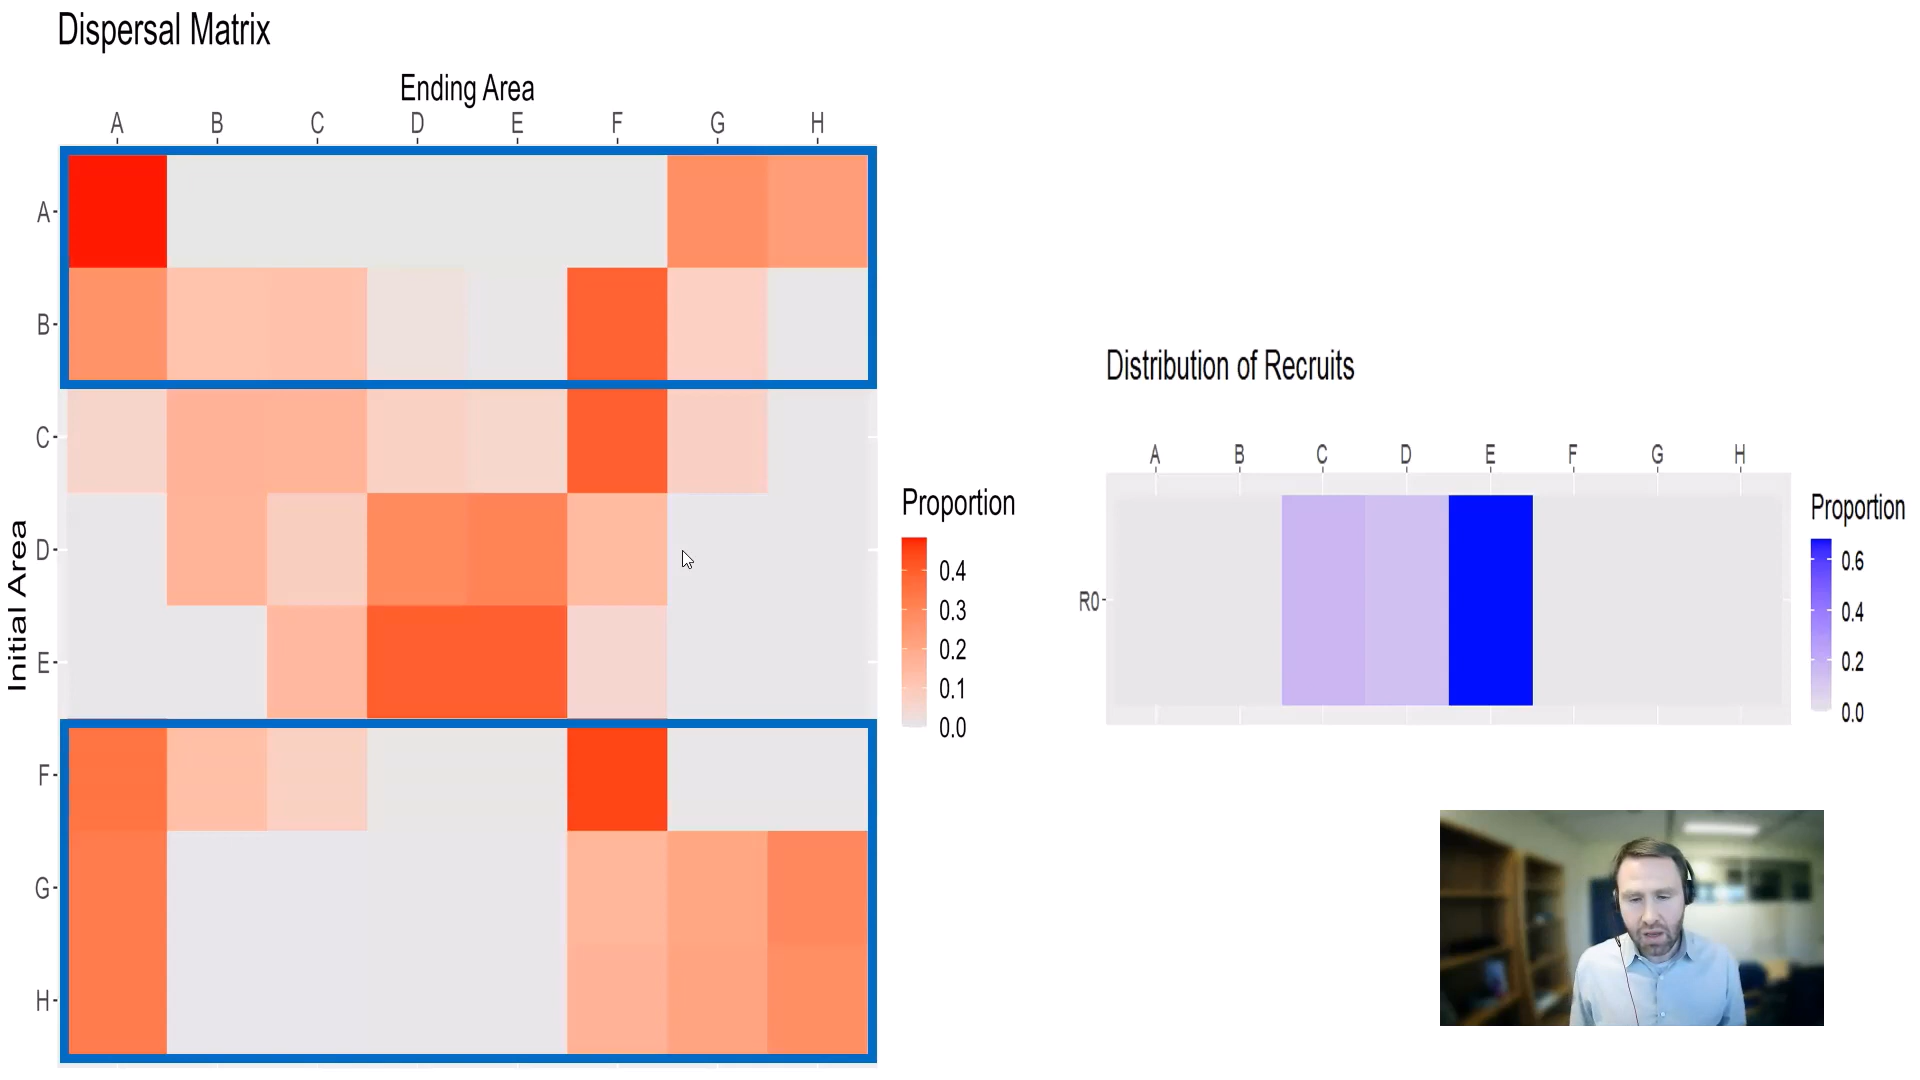 Dispersal Matrix
Ending Area
A B C D E F G H
Initial Area
A
B
C
D
E
F
G
H
Proportion
0.4
0.3
0.2
0.1
0.0
Distribution of Recruits
A B C D E F G H
R0
Proportion
0.6
0.4
0.2
0.0